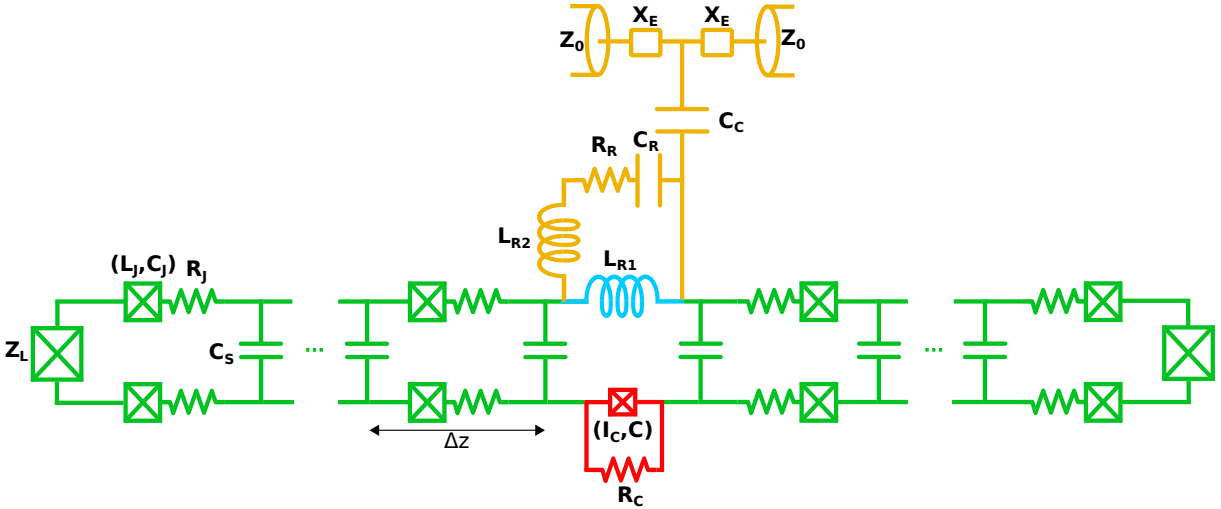 X_E X_E
Z_0 Z_0
C_C
R_R C_R
L_R2
L_R1
(L_J,C_J) R_J
Z_L
C_S
...
...
Δz
(I_C,C)
R_C